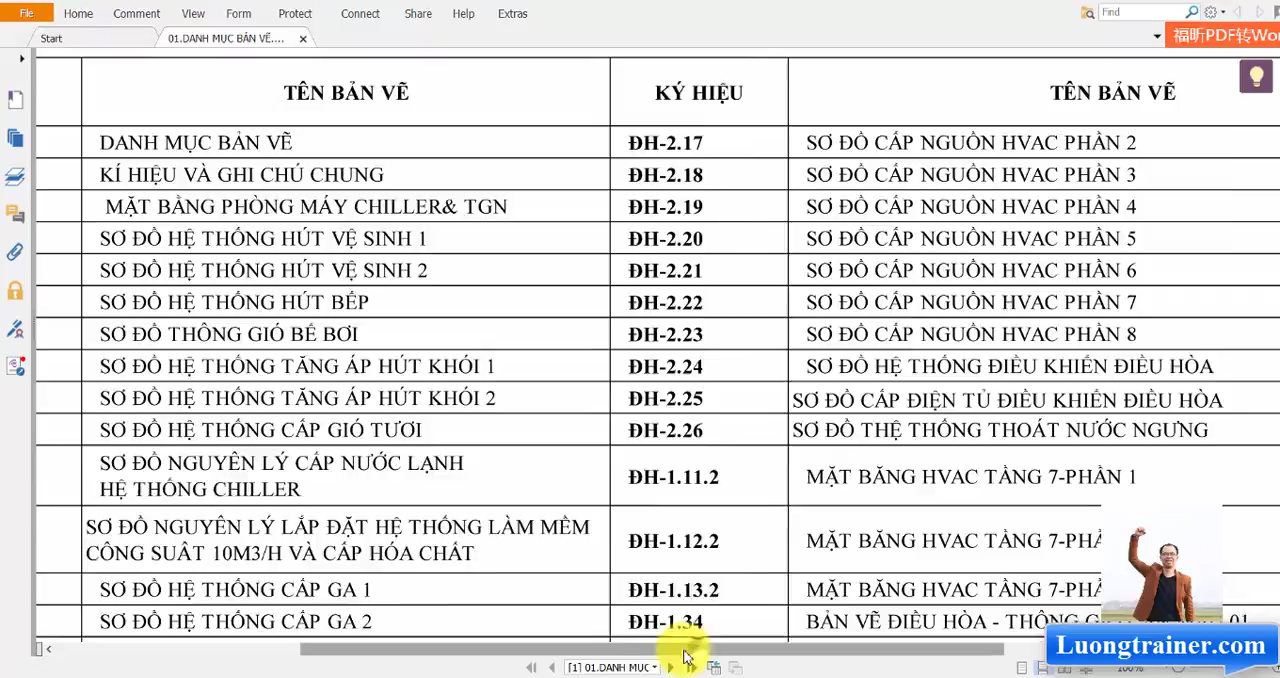 File Home Comment View Form Protect Connect Share Help Extras
Find
Start 01.DANH MỤC BẢN VẼ....
福昕PDF转Wor
TÊN BẢN VẼ KÝ HIỆU TÊN BẢN VẼ
DANH MỤC BẢN VẼ ĐH-2.17 SƠ ĐỒ CẤP NGUỒN HVAC PHẦN 2
KÍ HIỆU VÀ GHI CHÚ CHUNG ĐH-2.18 SƠ ĐỒ CẤP NGUỒN HVAC PHẦN 3
MẶT BẰNG PHÒNG MÁY CHILLER& TGN ĐH-2.19 SƠ ĐỒ CẤP NGUỒN HVAC PHẦN 4
SƠ ĐỒ HỆ THỐNG HÚT VỆ SINH 1 ĐH-2.20 SƠ ĐỒ CẤP NGUỒN HVAC PHẦN 5
SƠ ĐỒ HỆ THỐNG HÚT VỆ SINH 2 ĐH-2.21 SƠ ĐỒ CẤP NGUỒN HVAC PHẦN 6
SƠ ĐỒ HỆ THỐNG HÚT BẾP ĐH-2.22 SƠ ĐỒ CẤP NGUỒN HVAC PHẦN 7
SƠ ĐỒ THÔNG GIÓ BỂ BƠI ĐH-2.23 SƠ ĐỒ CẤP NGUỒN HVAC PHẦN 8
SƠ ĐỒ HỆ THỐNG TĂNG ÁP HÚT KHÓI 1 ĐH-2.24 SƠ ĐỒ HỆ THỐNG ĐIỀU KHIỂN ĐIỀU HÒA
SƠ ĐỒ HỆ THỐNG TĂNG ÁP HÚT KHÓI 2 ĐH-2.25 SƠ ĐỒ CẤP ĐIỆN TỦ ĐIỀU KHIỂN ĐIỀU HÒA
SƠ ĐỒ HỆ THỐNG CẤP GIÓ TƯƠI ĐH-2.26 SƠ ĐỒ THỆ THỐNG THOÁT NƯỚC NGƯNG
SƠ ĐỒ NGUYÊN LÝ CẤP NƯỚC LẠNH
HỆ THỐNG CHILLER ĐH-1.11.2 MẶT BẰNG HVAC TẦNG 7-PHẦN 1
SƠ ĐỒ NGUYÊN LÝ LẮP ĐẶT HỆ THỐNG LÀM MỀM
CÔNG SUẤT 10M3/H VÀ CẤP HÓA CHẤT ĐH-1.12.2 MẶT BẰNG HVAC TẦNG 7-PHẦ
SƠ ĐỒ HỆ THỐNG CẤP GA 1 ĐH-1.13.2 MẶT BẰNG HVAC TẦNG 7-PHẦ
SƠ ĐỒ HỆ THỐNG CẤP GA 2 ĐH-1.34 BẢN VẼ ĐIỀU HÒA - THÔNG G 01
Luongtrainer.com
[1] 01.DANH MỤC